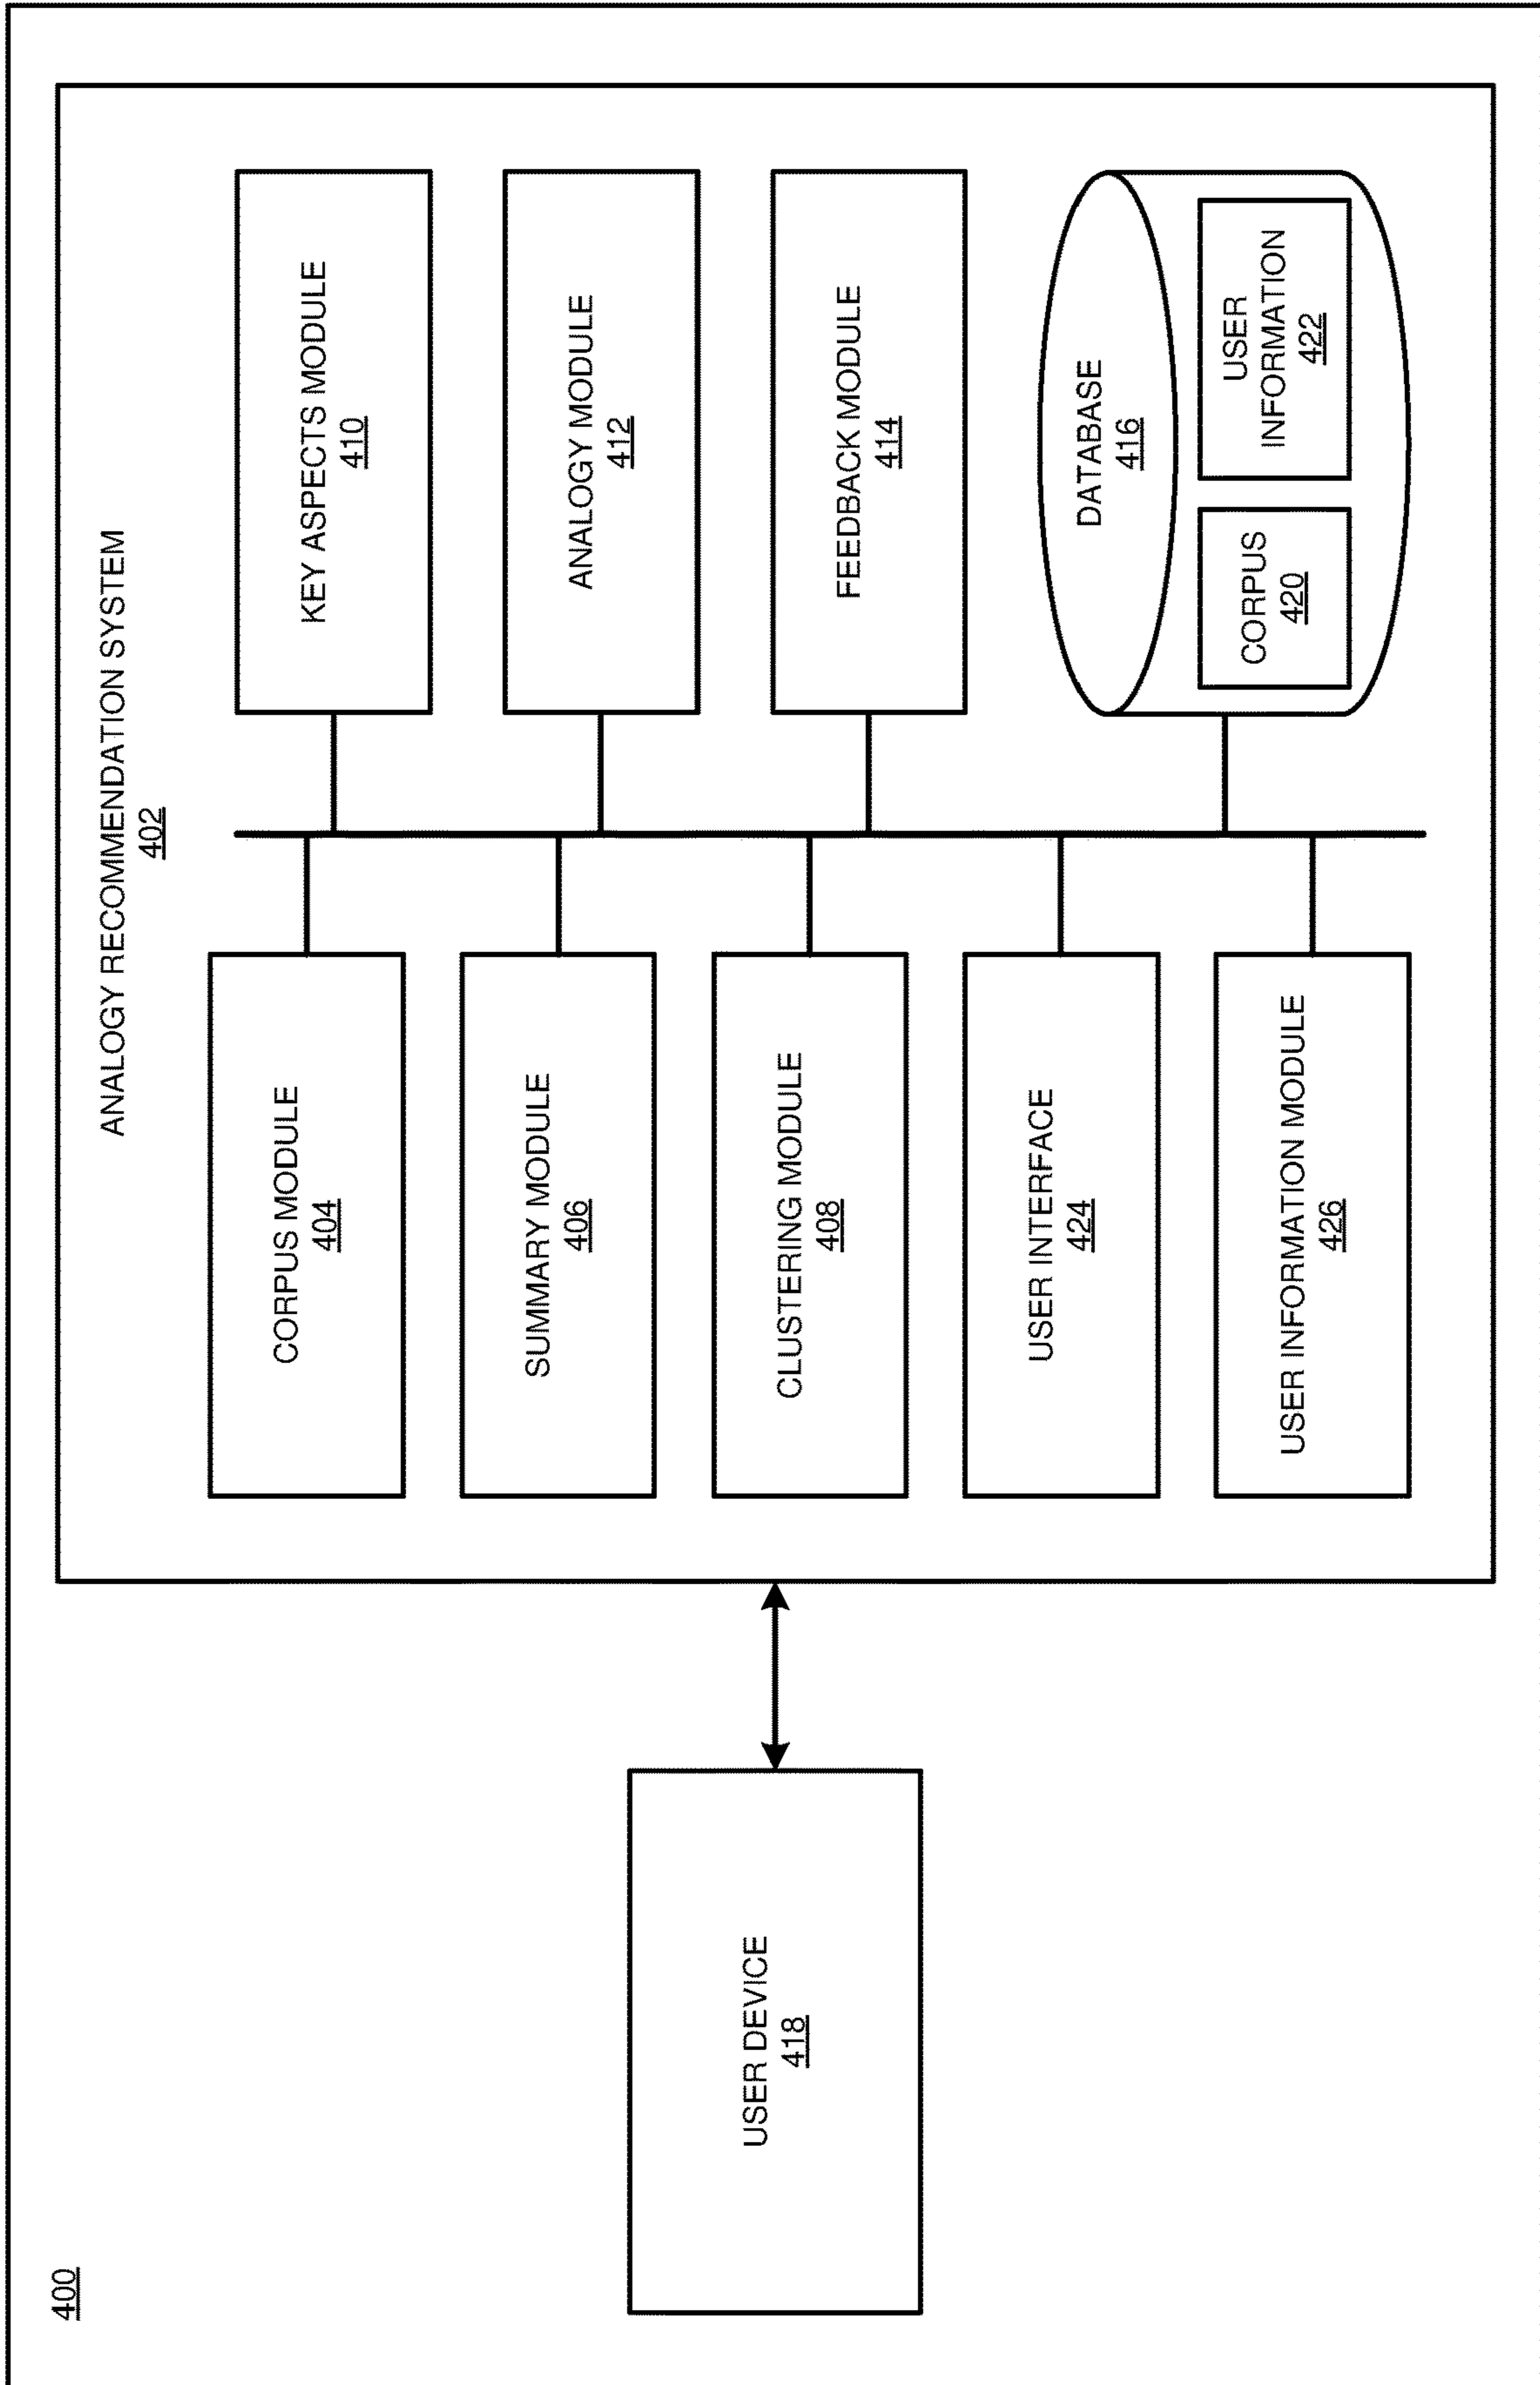 400
USER DEVICE
418
ANALOGY RECOMMENDATION SYSTEM
402
CORPUS MODULE
404
SUMMARY MODULE
406
CLUSTERING MODULE
408
USER INTERFACE
424
USER INFORMATION MODULE
426
KEY ASPECTS MODULE
410
ANALOGY MODULE
412
FEEDBACK MODULE
414
DATABASE
416
CORPUS
420
USER
INFORMATION
422